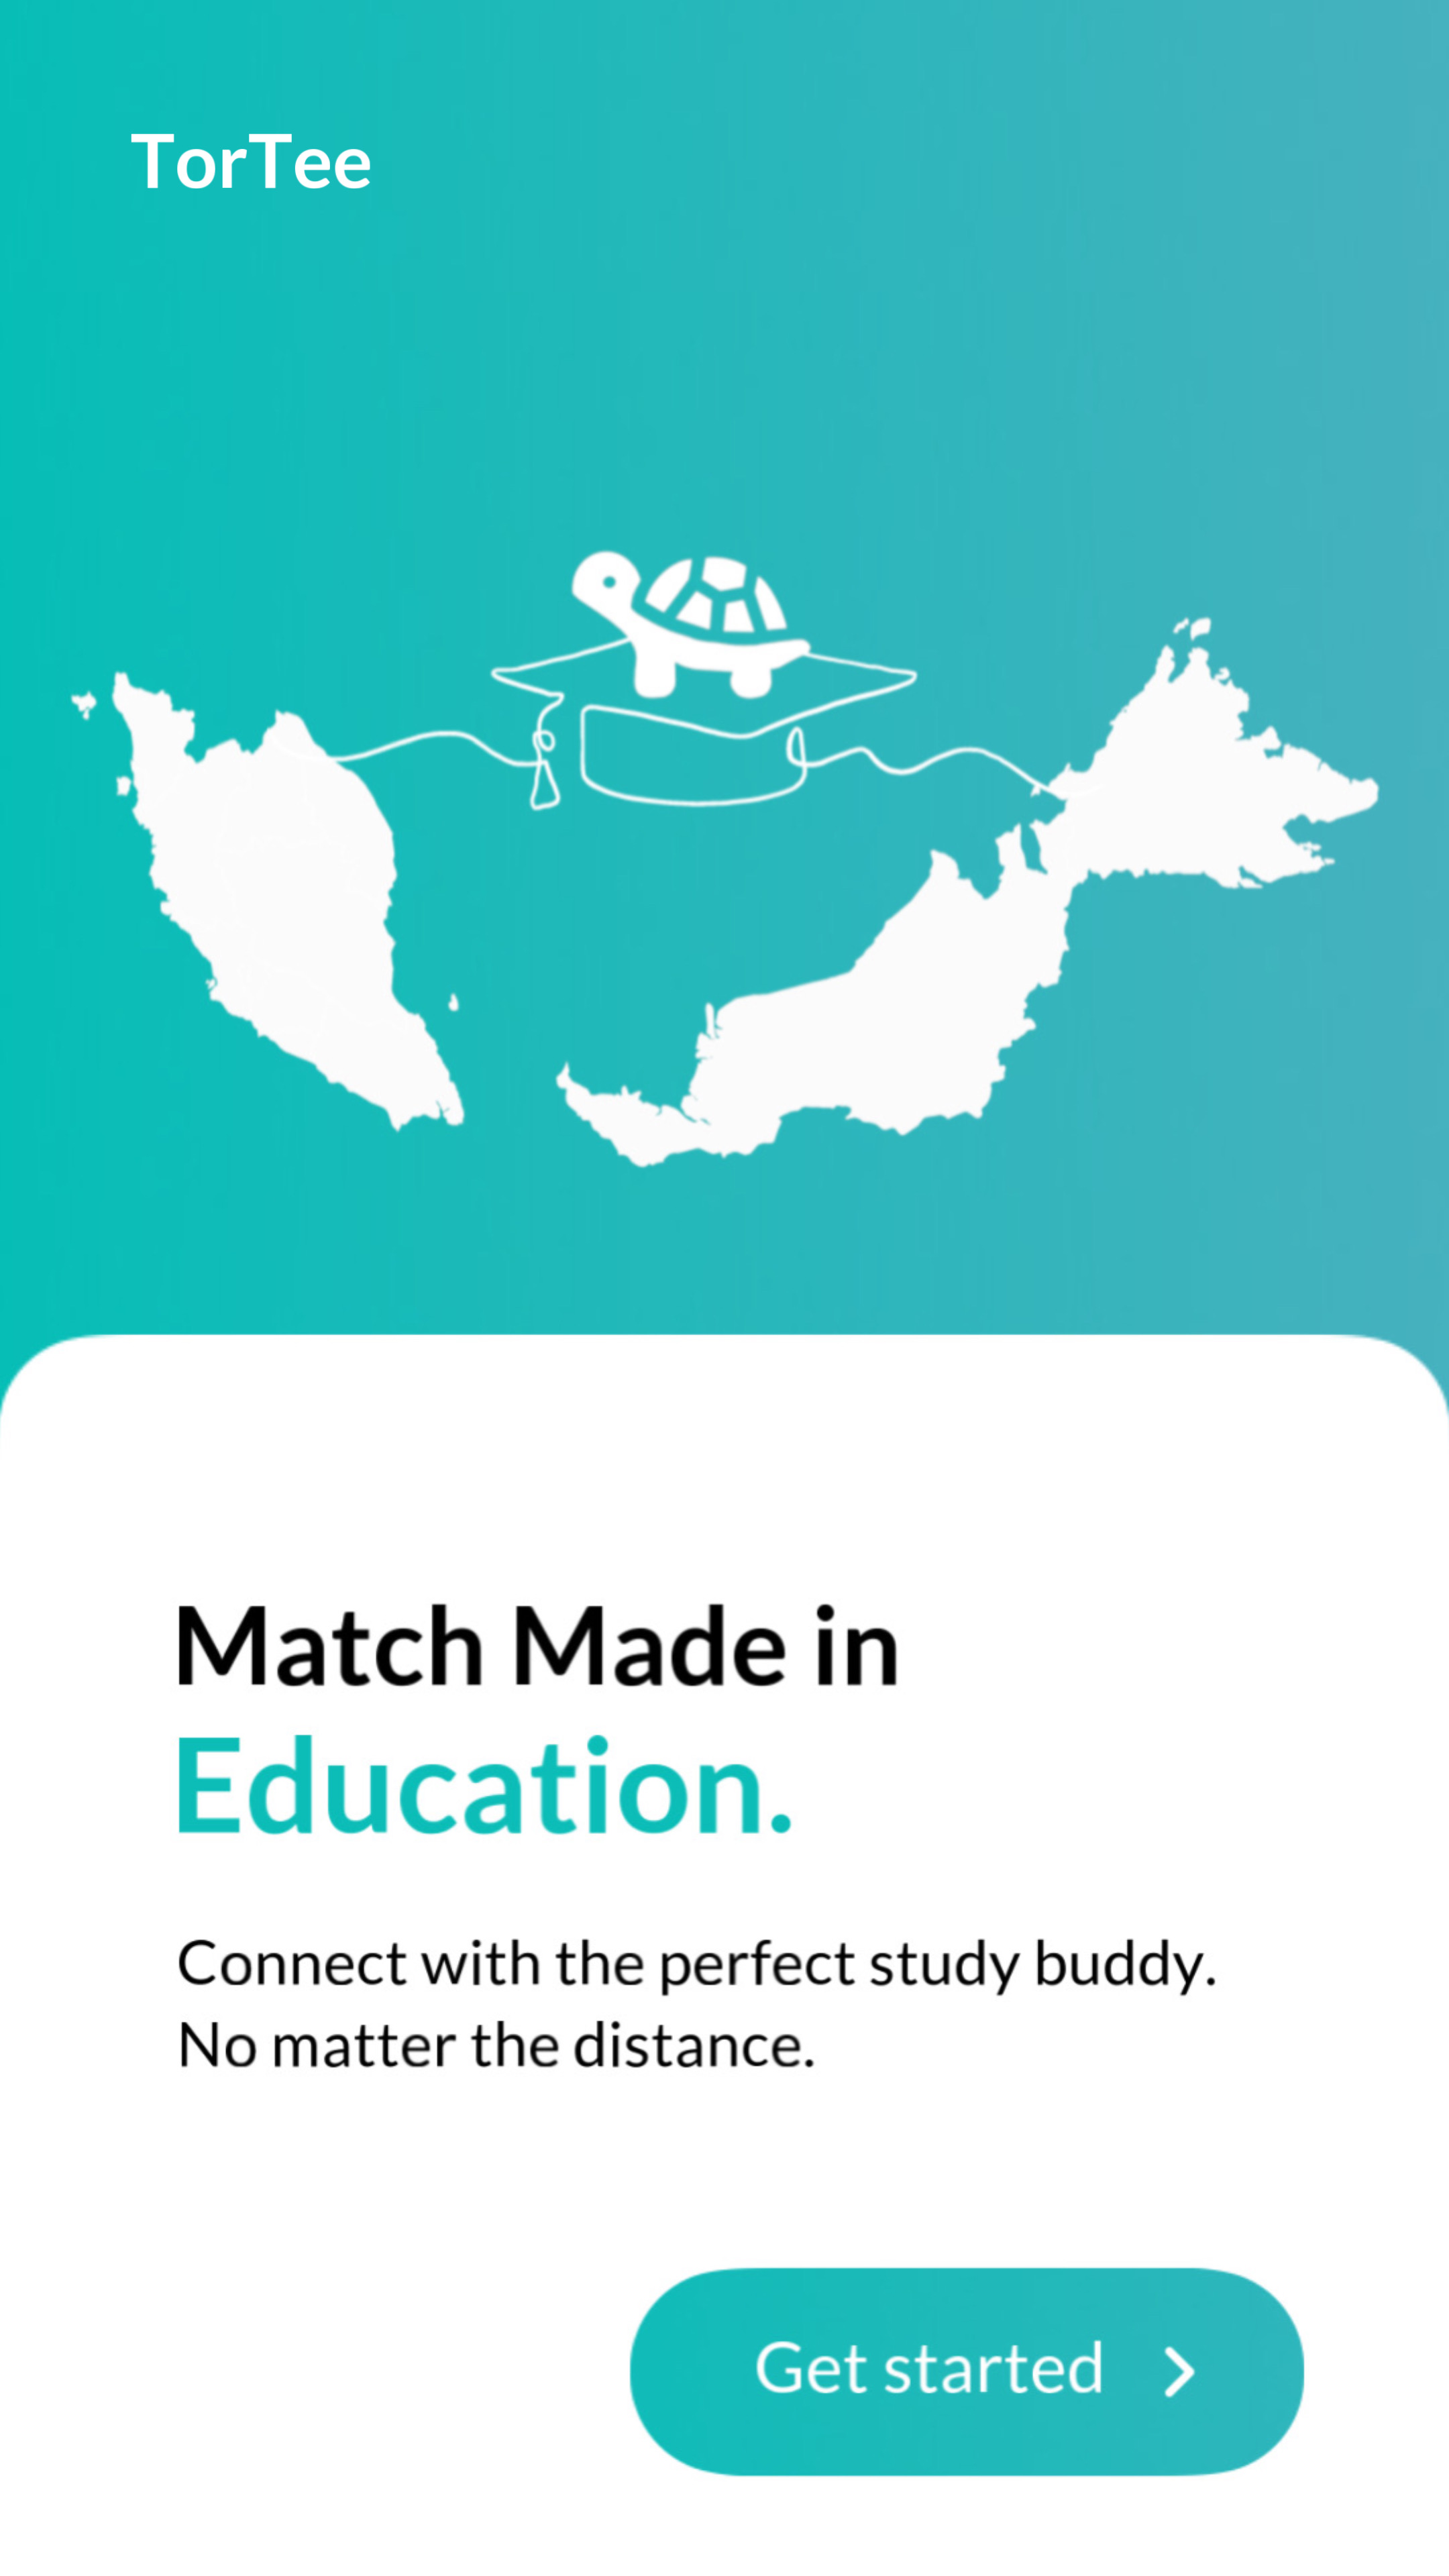 TorTee
Match Made in
Education.
Connect with the perfect study buddy.
No matter the distance.
Get started